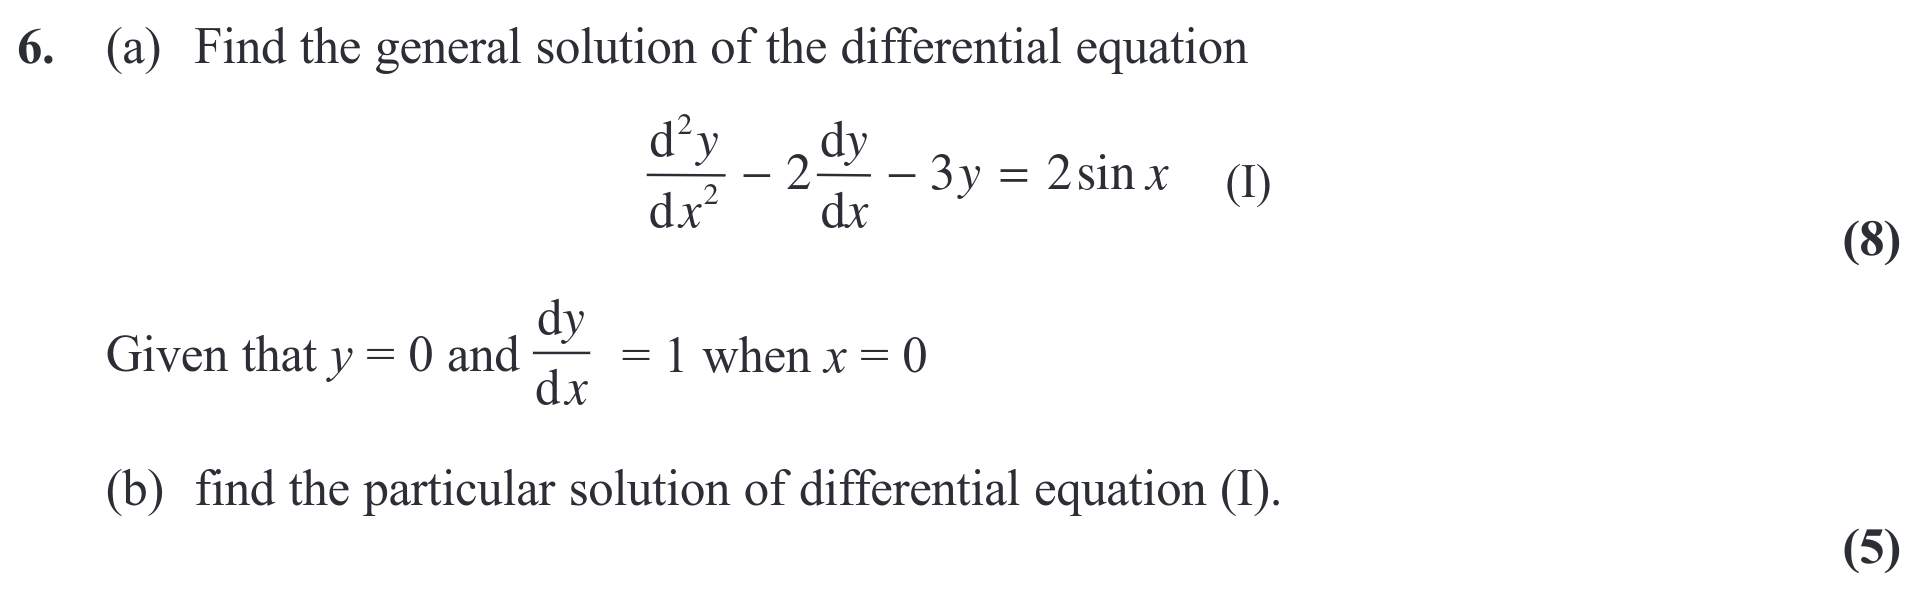 6. (a) Find the general solution of the differential equation
d²y/dx² − 2 dy/dx − 3y = 2 sin x (I)
(8)
Given that y = 0 and dy/dx = 1 when x = 0
(b) find the particular solution of differential equation (I).
(5)